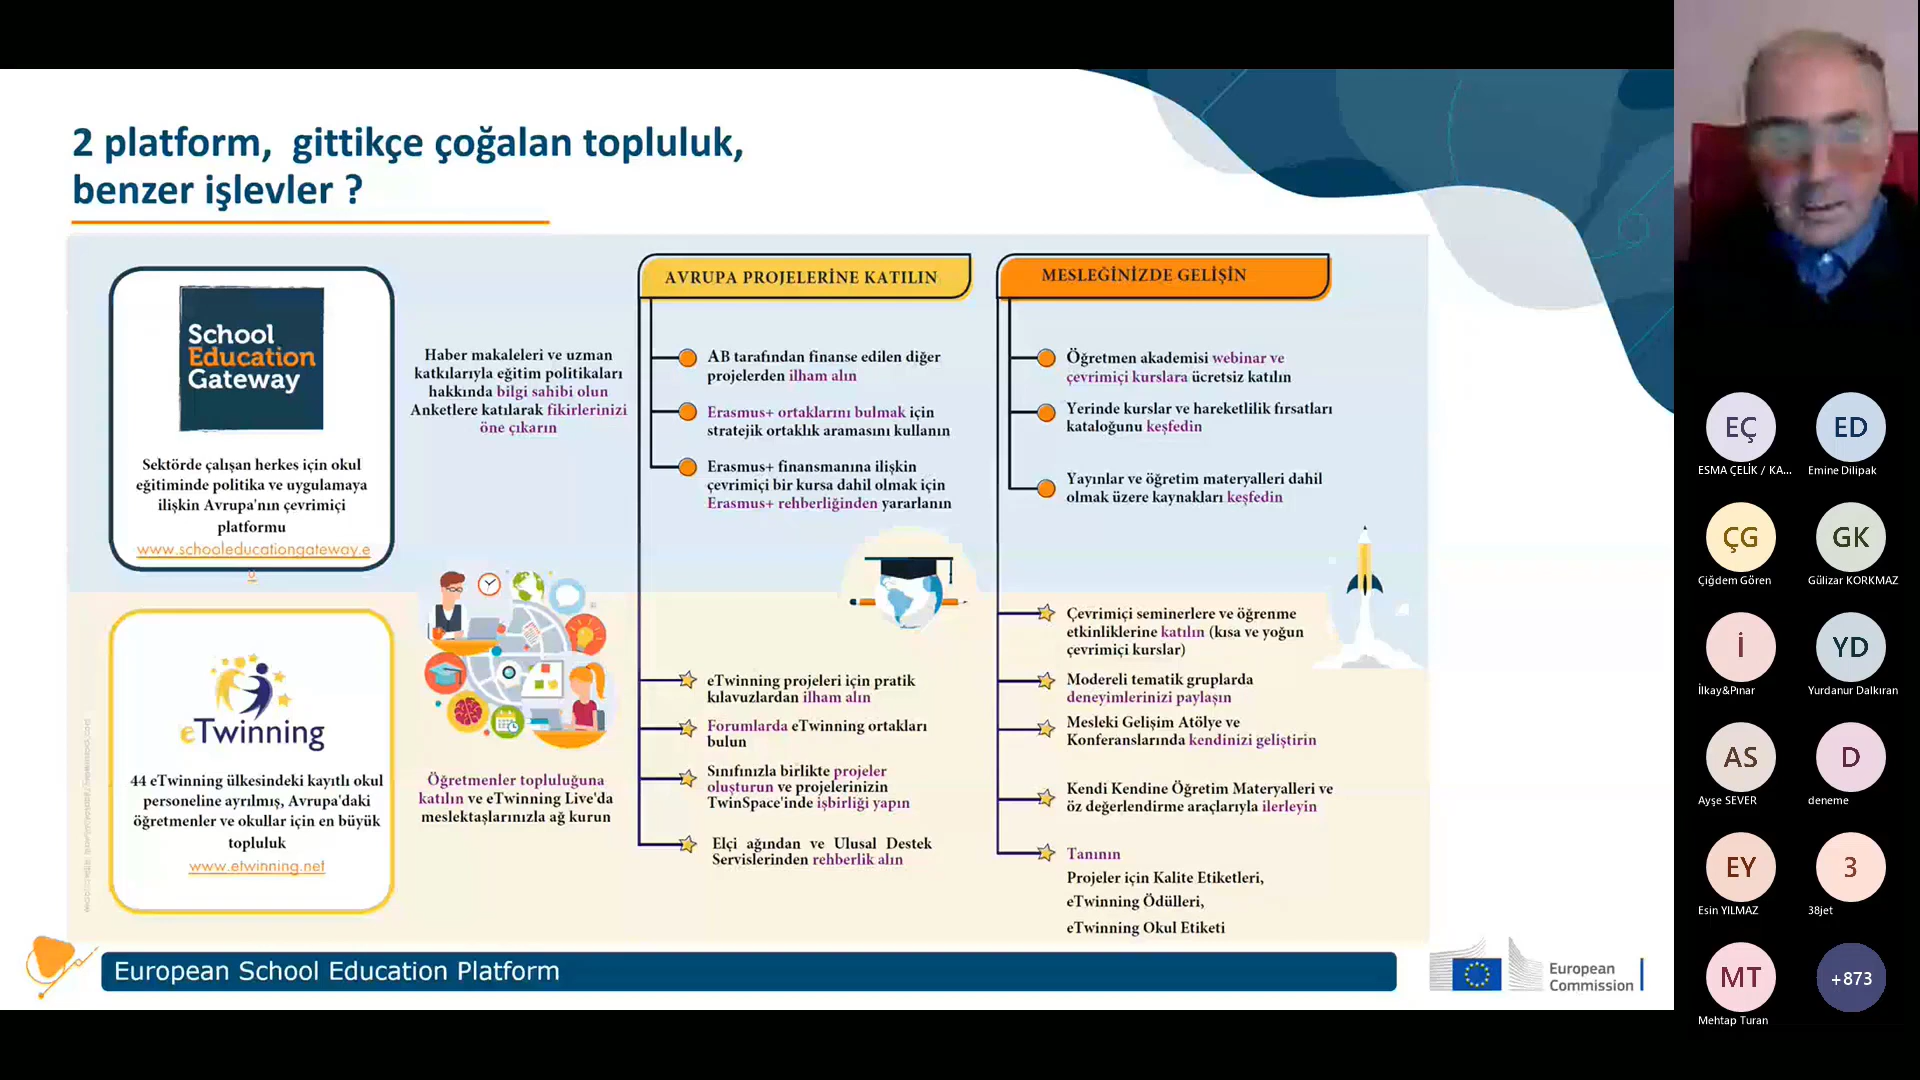 2 platform, gittikçe çoğalan topluluk,
benzer işlevler ?
School
Education
Gateway
Sektörde çalışan herkes için okul
eğitiminde politika ve uygulamaya
ilişkin Avrupa'nın çevrimiçi
platformu
www.schooleducationgateway.e
u
Haber makaleleri ve uzman
katkılarıyla eğitim politikaları
hakkında bilgi sahibi olun
Anketlere katılarak fikirlerinizi
öne çıkarın
AVRUPA PROJELERİNE KATILIN
AB tarafından finanse edilen diğer
projelerden ilham alın
Erasmus+ ortaklarını bulmak için
stratejik ortaklık aramasını kullanın
Erasmus+ finansmanına ilişkin
çevrimiçi bir kursa dahil olmak için
Erasmus+ rehberliğinden yararlanın
MESLEĞİNİZDE GELİŞİN
Öğretmen akademisi webinar ve
çevrimiçi kurslara ücretsiz katılın
Yerinde kurslar ve hareketlilik fırsatları
kataloğunu keşfedin
Yayınlar ve öğretim materyalleri dahil
olmak üzere kaynakları keşfedin
eTwinning
44 eTwinning ülkesindeki kayıtlı okul
personeline ayrılmış, Avrupa'daki
öğretmenler ve okullar için en büyük
topluluk
www.etwinning.net
Öğretmenler topluluğuna
katılın ve eTwinning Live'da
meslektaşlarınızla ağ kurun
eTwinning projeleri için pratik
kılavuzlardan ilham alın
Forumlarda eTwinning ortakları
bulun
Sınıfınızla birlikte projeler
oluşturun ve projelerinizin
TwinSpace'inde işbirliği yapın
Elçi ağından ve Ulusal Destek
Servislerinden rehberlik alın
Çevrimiçi seminerlere ve öğrenme
etkinliklerine katılın (kısa ve yoğun
çevrimiçi kurslar)
Modereli tematik gruplarda
deneyimlerinizi paylaşın
Mesleki Gelişim Atölye ve
Konferanslarında kendinizi geliştirin
Kendi Kendine Öğretim Materyalleri ve
öz değerlendirme araçlarıyla ilerleyin
Tanının
Projeler için Kalite Etiketleri,
eTwinning Ödülleri,
eTwinning Okul Etiketi
European School Education Platform
European
Commission
EÇ
ESMA ÇELİK / KA...
ED
Emine Dilipak
ÇG
Çiğdem Gören
GK
Gülizar KORKMAZ
İ
İlkay&Pınar
YD
Yurdanur Dalkıran
AS
Ayşe SEVER
D
deneme
EY
Esin YILMAZ
3
38jet
MT
Mehtap Turan
+873